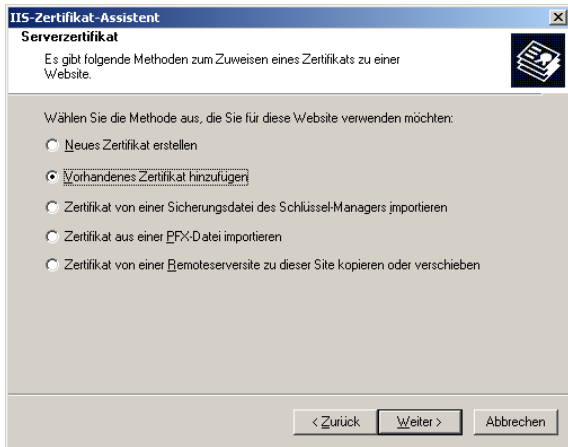 IIS-Zertifikat-Assistent
Serverzertifikat
Es gibt folgende Methoden zum Zuweisen eines Zertifikats zu einer
Website.
Wählen Sie die Methode aus, die Sie für diese Website verwenden möchten:
Neues Zertifikat erstellen
Vorhandenes Zertifikat hinzufügen
Zertifikat von einer Sicherungsdatei des Schlüssel-Managers importieren
Zertifikat aus einer PFX-Datei importieren
Zertifikat von einer Remoteserversite zu dieser Site kopieren oder verschieben
< Zurück Weiter > Abbrechen